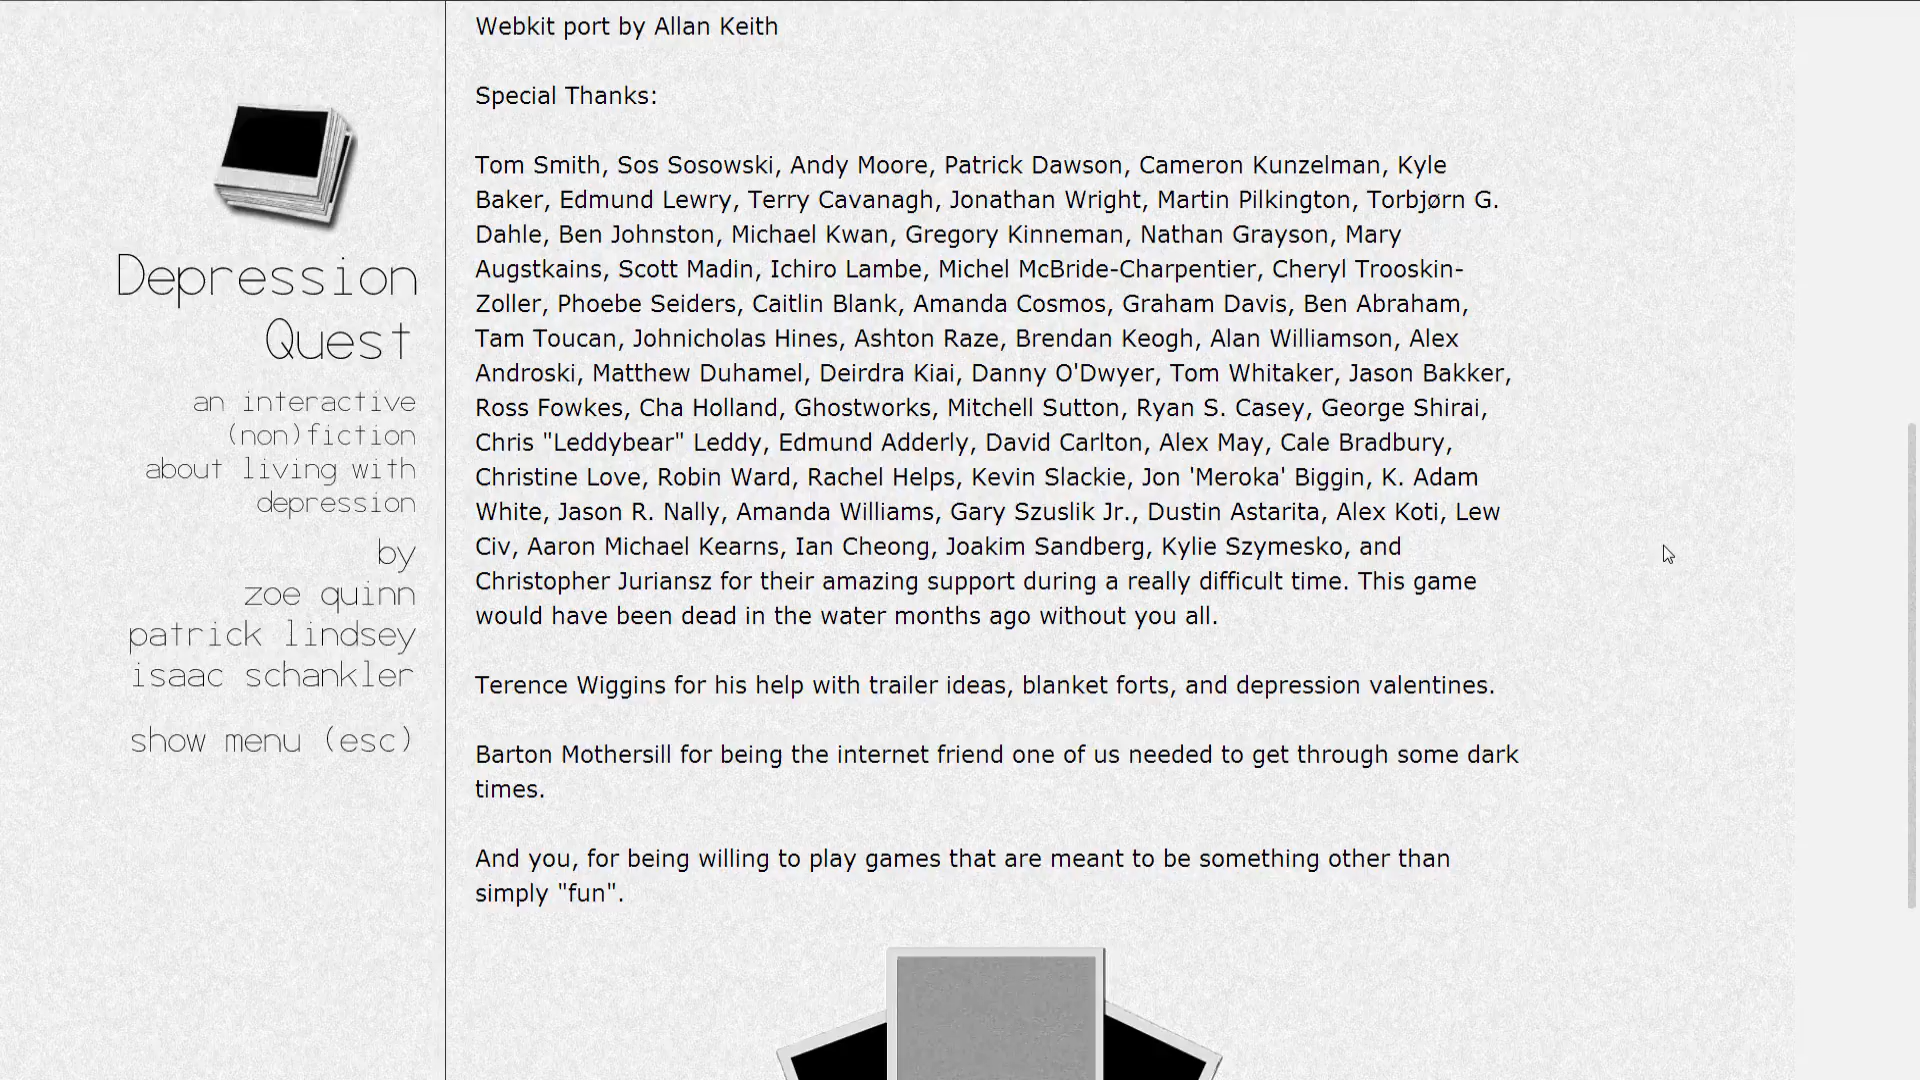 Depression
Quest
an interactive
(non)fiction
about living with
depression
by
zoe quinn
patrick lindsey
isaac schankler
show menu (esc)
Webkit port by Allan Keith
Special Thanks:
Tom Smith, Sos Sosowski, Andy Moore, Patrick Dawson, Cameron Kunzelman, Kyle
Baker, Edmund Lewry, Terry Cavanagh, Jonathan Wright, Martin Pilkington, Torbjørn G.
Dahle, Ben Johnston, Michael Kwan, Gregory Kinneman, Nathan Grayson, Mary
Augstkains, Scott Madin, Ichiro Lambe, Michel McBride-Charpentier, Cheryl Trooskin-
Zoller, Phoebe Seiders, Caitlin Blank, Amanda Cosmos, Graham Davis, Ben Abraham,
Tam Toucan, Johnicholas Hines, Ashton Raze, Brendan Keogh, Alan Williamson, Alex
Androski, Matthew Duhamel, Deirdra Kiai, Danny O'Dwyer, Tom Whitaker, Jason Bakker,
Ross Fowkes, Cha Holland, Ghostworks, Mitchell Sutton, Ryan S. Casey, George Shirai,
Chris "Leddybear" Leddy, Edmund Adderly, David Carlton, Alex May, Cale Bradbury,
Christine Love, Robin Ward, Rachel Helps, Kevin Slackie, Jon 'Meroka' Biggin, K. Adam
White, Jason R. Nally, Amanda Williams, Gary Szuslik Jr., Dustin Astarita, Alex Koti, Lew
Civ, Aaron Michael Kearns, Ian Cheong, Joakim Sandberg, Kylie Szymesko, and
Christopher Juriansz for their amazing support during a really difficult time. This game
would have been dead in the water months ago without you all.
Terence Wiggins for his help with trailer ideas, blanket forts, and depression valentines.
Barton Mothersill for being the internet friend one of us needed to get through some dark
times.
And you, for being willing to play games that are meant to be something other than
simply "fun".